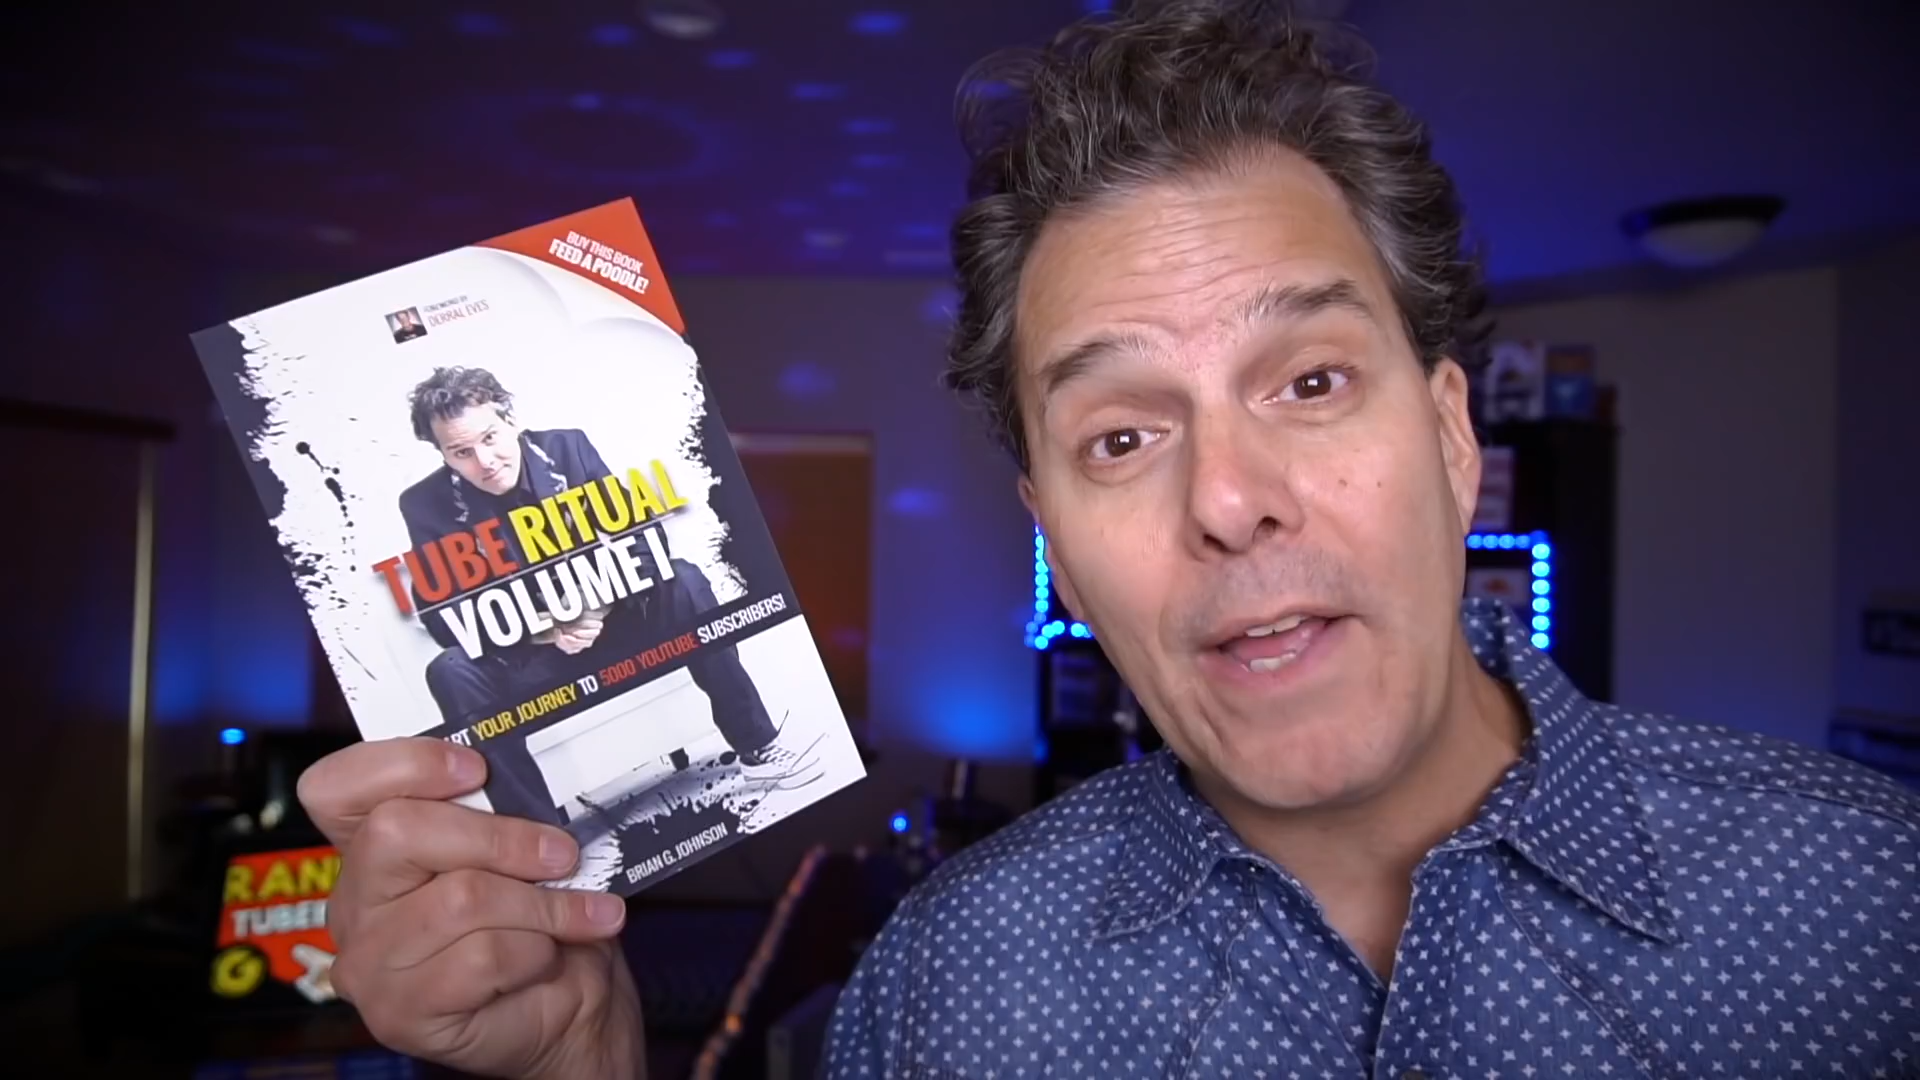 BUY THIS BOOK
FEED A POODLE!
FOREWORD BY
DERRAL EVES
TUBE RITUAL
VOLUME I
YOUR JOURNEY TO 5000 YOUTUBE SUBSCRIBERS!
BRIAN G. JOHNSON
RAN
TUBE
G